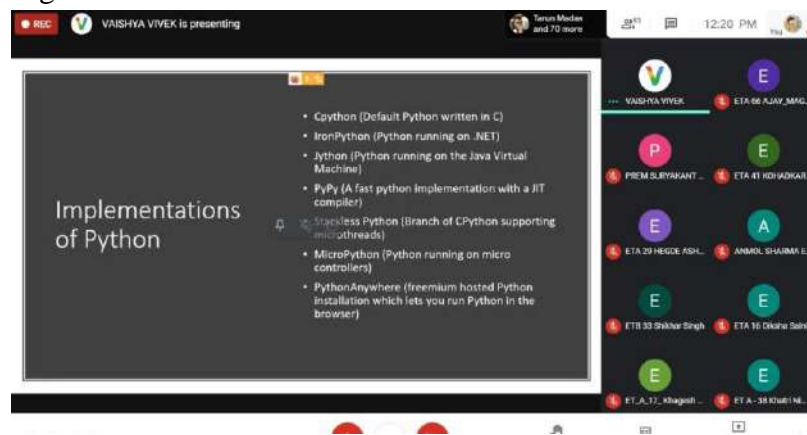 REC
VAISHYA VIVEK is presenting
Tarun Medam
and 70 more
12:20 PM
You
Implementations
of Python
• Cpython (Default Python written in C)
• IronPython (Python running on .NET)
• Jython (Python running on the Java Virtual
Machine)
• PyPy (A fast python implementation with a JIT
compiler)
• Stackless Python (Branch of CPython supporting
microthreads)
• MicroPython (Python running on micro
controllers)
• PythonAnywhere (freemium hosted Python
installation which lets you run Python in the
browser)
V
VAISHYA VIVEK
E
ETA 66 AJAY_MAG...
P
PREM SURYAKANT ...
E
ETA 41 KOHADKAR
E
ETA 29 HEGDE ASH...
A
ANMOL SHARMA E
E
ETB 33 Shikhar Singh
E
ETA 16 Diksha Saini
E
ET_A_17_ Khagesh ...
E
ET A - 38 Khatri Ni...